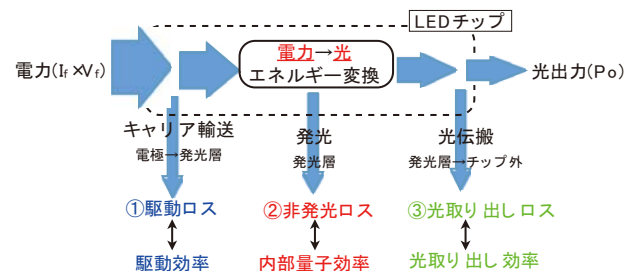 LEDチップ
電力(If×Vf)
電力→光
エネルギー変換
光出力(Po)
キャリア輸送
電極→発光層
発光
発光層
光伝搬
発光層→チップ外
①駆動ロス
②非発光ロス
③光取り出しロス
駆動効率
内部量子効率
光取り出し効率